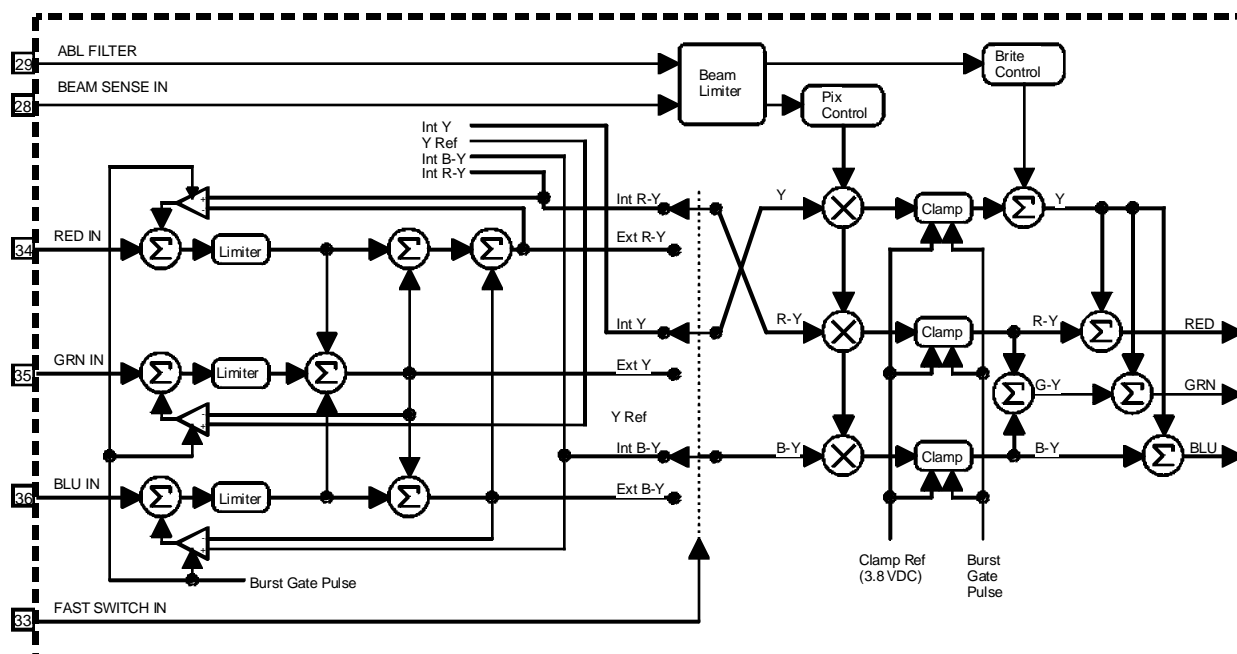 29
ABL FILTER
28
BEAM SENSE IN
Beam
Limiter
Brite
Control
Pix
Control
Int Y
Y Ref
Int B-Y
Int R-Y
+
-
Int R-Y
Y
Clamp
Σ
Y
34
RED IN
Σ
Limiter
Σ
Σ
Ext R-Y
Int Y
R-Y
Clamp
R-Y
Σ
RED
35
GRN IN
Σ
Limiter
Σ
Ext Y
Σ
G-Y
Σ
GRN
-
+
Y Ref
Int B-Y
B-Y
Clamp
B-Y
Σ
BLU
36
BLU IN
Σ
Limiter
Σ
Ext B-Y
-
+
Burst Gate Pulse
Clamp Ref
(3.8 VDC)
Burst
Gate
Pulse
33
FAST SWITCH IN